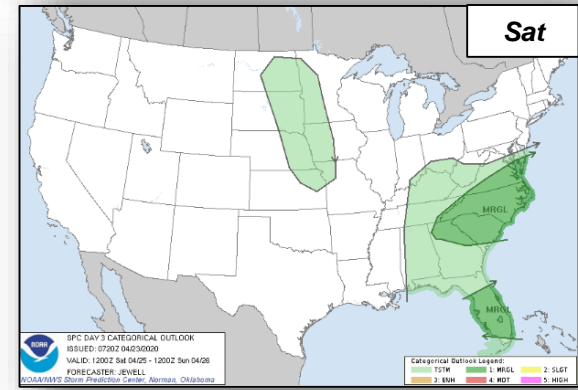 Sat
MRGL
MRGL
NOAA
SPC DAY 3 CATEGORICAL OUTLOOK
ISSUED: 0720Z 04/23/2020
VALID: 1200Z Sat 04/25 - 1200Z Sun 04/26
FORECASTER: JEWELL
NOAA/NWS Storm Prediction Center, Norman, Oklahoma
Categorical Outlook Legend:
TSTM 1: MRGL 2: SLGT
3: ENH 4: MDT 5: HIGH